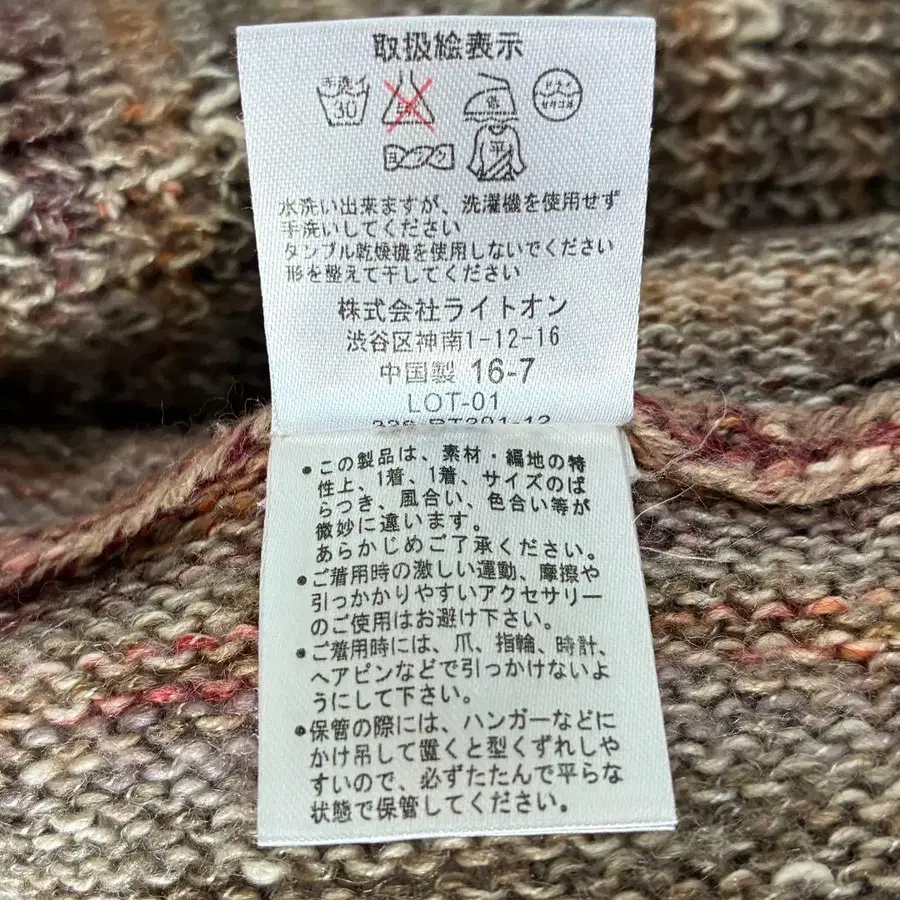 取扱絵表示
手洗イ
30
エンソ
低
ドライ
セキユ系
ヨワク
平
水洗い出来ますが、洗濯機を使用せず
手洗いしてください
タンブル乾燥機を使用しないでください
形を整えて干してください
株式会社ライトオン
渋谷区神南1-12-16
中国製 16-7
LOT-01
●この製品は、素材・編地の特
性上、1着、1着、サイズのば
らつき、風合い、色合い等が
微妙に違います。
あらかじめご了承ください。
●ご着用時の激しい運動、摩擦や
引っかかりやすいアクセサリー
のご使用はお避け下さい。
●ご着用時には、爪、指輪、時計、
ヘアピンなどで引っかけないよ
うにして下さい。
●保管の際には、ハンガーなどに
かけ吊して置くと型くずれしや
すいので、必ずたたんで平らな
状態で保管してください。